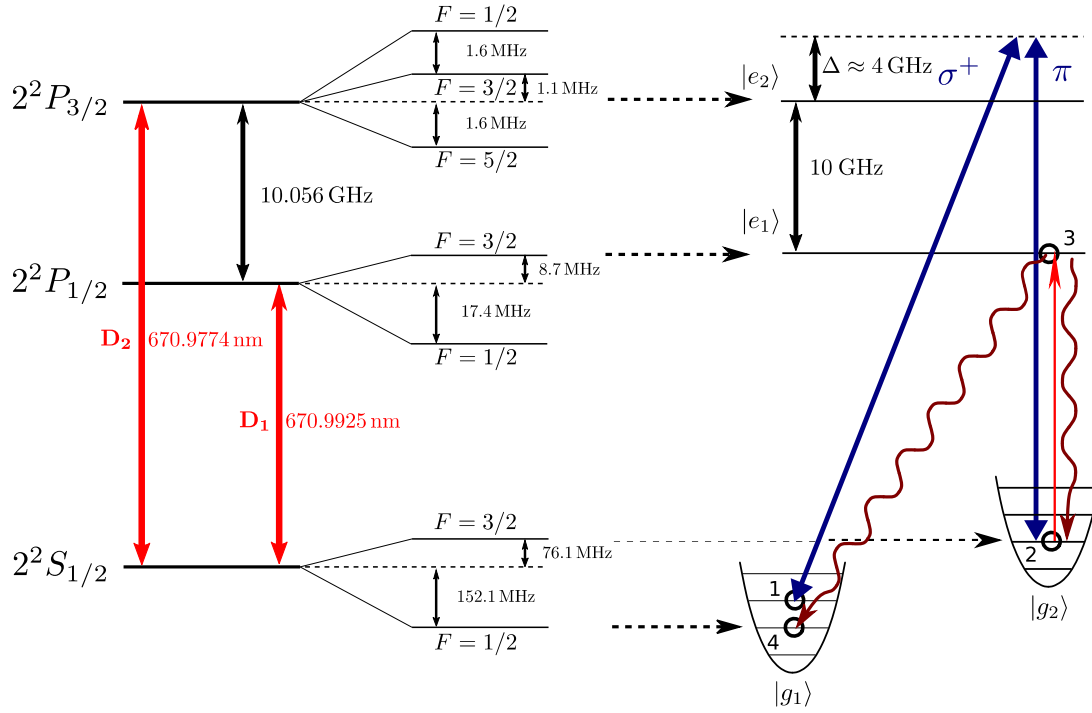 F = 1/2
1.6 MHz
2²P₃/₂
F = 3/2
1.1 MHz
1.6 MHz
F = 5/2
10.056 GHz
F = 3/2
8.7 MHz
2²P₁/₂
17.4 MHz
F = 1/2
D₂ 670.9774 nm
D₁ 670.9925 nm
F = 3/2
76.1 MHz
2²S₁/₂
152.1 MHz
F = 1/2
|e₂⟩
Δ ≈ 4 GHz
σ⁺
π
10 GHz
|e₁⟩
3
2
|g₂⟩
1
4
|g₁⟩